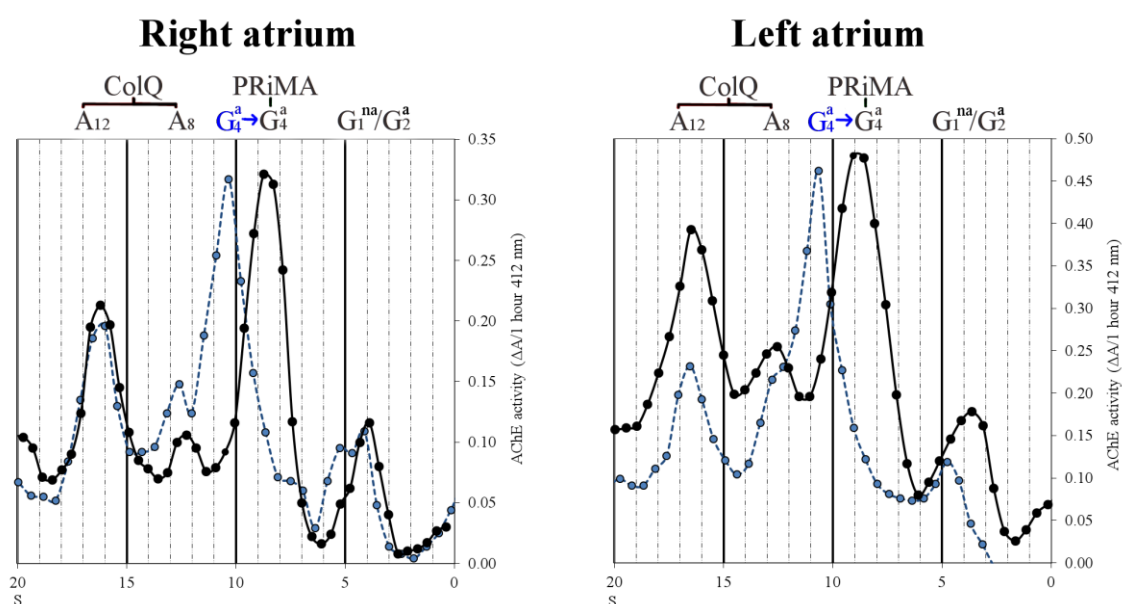 Right atrium
ColQ PRiMA
A12 A8 G4a→G4a G1na/G2a
0.35
0.30
0.25
0.20
0.15
0.10
0.05
0.00
AChE activity (ΔA/1 hour 412 nm)
20 15 10 5 0
S
Left atrium
ColQ PRiMA
A12 A8 G4a→G4a G1na/G2a
0.50
0.45
0.40
0.35
0.30
0.25
0.20
0.15
0.10
0.05
0.00
AChE activity (ΔA/1 hour 412 nm)
20 15 10 5 0
S